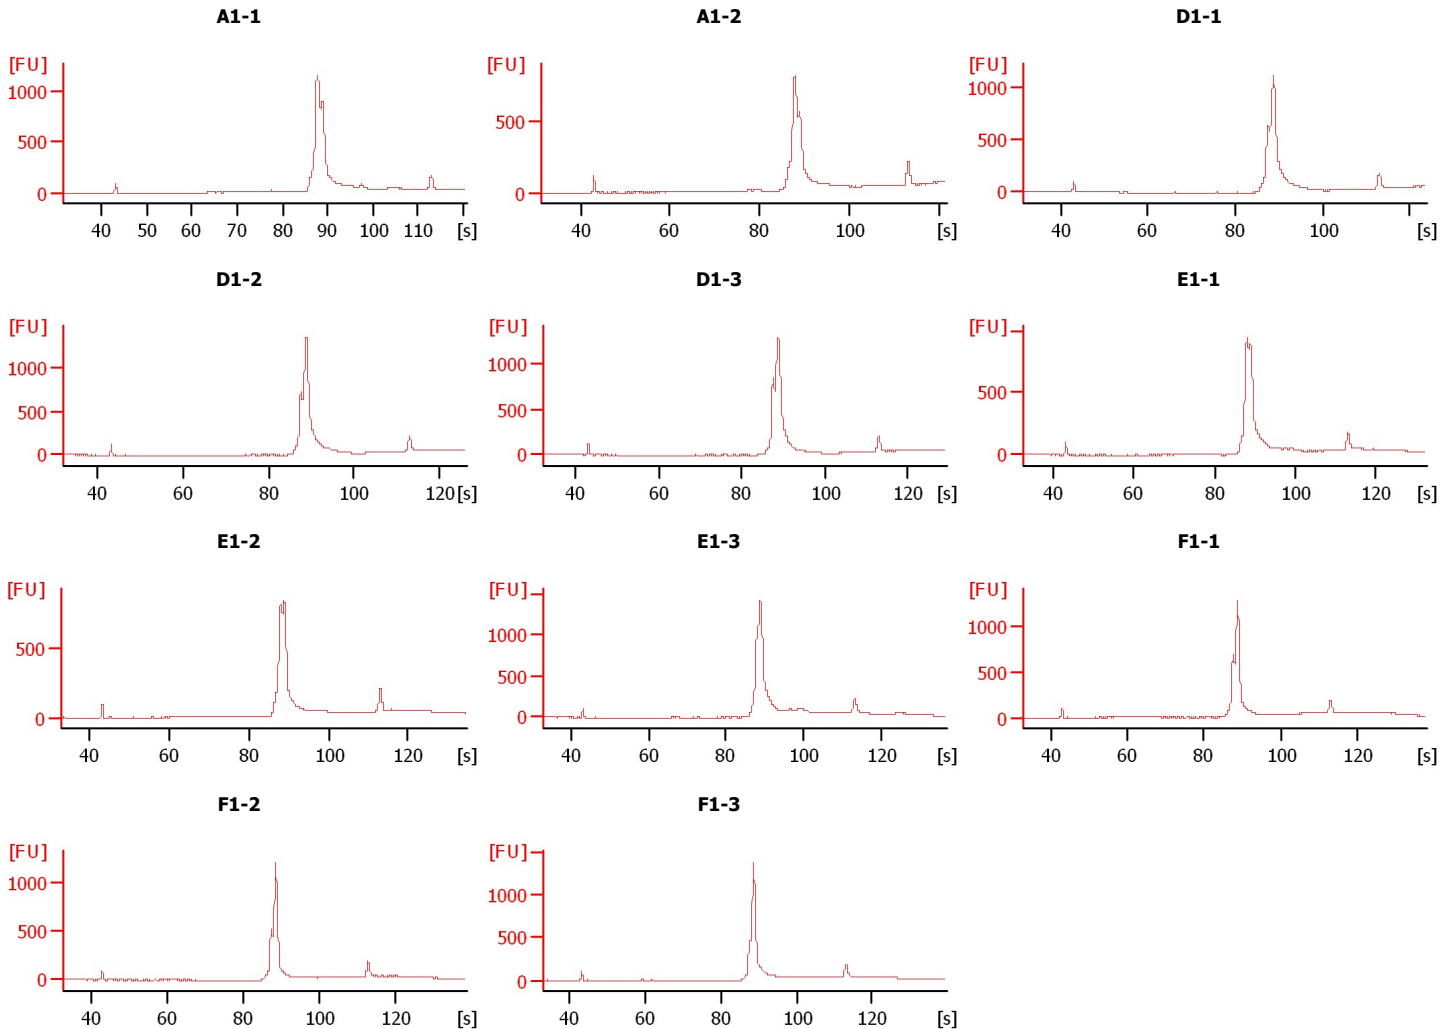 A1-1 A1-2 D1-1
[FU] [FU] [FU]
1000 500 0 500 0 1000 500 0
40 50 60 70 80 90 100 110 [s] 40 60 80 100 [s] 40 60 80 100 [s]
D1-2 D1-3 E1-1
[FU] [FU] [FU]
1000 500 0 1000 500 0 500 0
40 60 80 100 120 [s] 40 60 80 100 120 [s] 40 60 80 100 120 [s]
E1-2 E1-3 F1-1
[FU] [FU] [FU]
500 0 1000 500 0 1000 500 0
40 60 80 100 120 [s] 40 60 80 100 120 [s] 40 60 80 100 120 [s]
F1-2 F1-3
[FU] [FU]
1000 500 0 1000 500 0
40 60 80 100 120 [s] 40 60 80 100 120 [s]